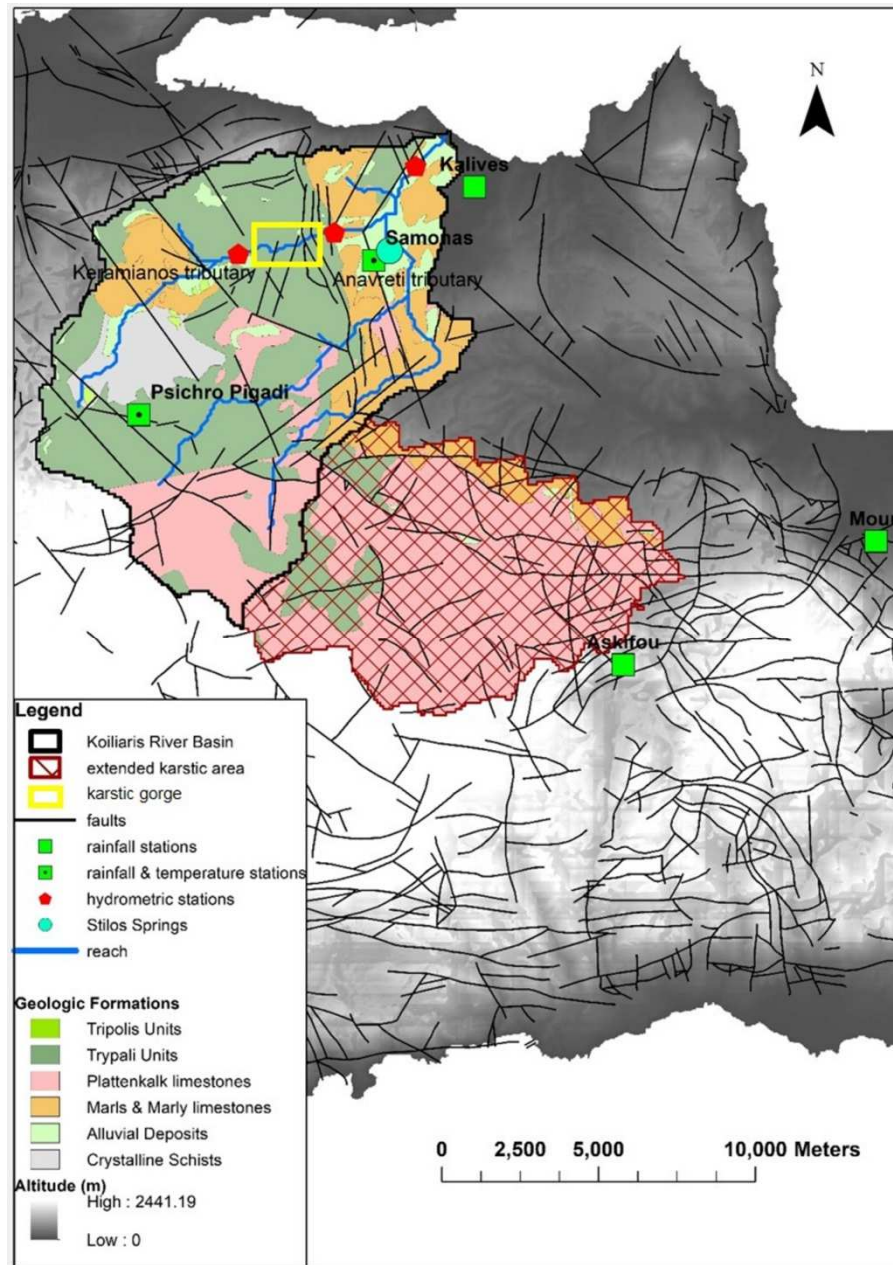 N
Kalives
Samonas
Keramianos tributary
Anavreti tributary
Psichro Pigadi
Mour
Askifou
Legend
Koiliaris River Basin
extended karstic area
karstic gorge
faults
rainfall stations
rainfall & temperature stations
hydrometric stations
Stilos Springs
reach
Geologic Formations
Tripolis Units
Trypali Units
Plattenkalk limestones
Marls & Marly limestones
Alluvial Deposits
Crystalline Schists
Altitude (m)
High : 2441.19
Low : 0
0 2,500 5,000 10,000 Meters